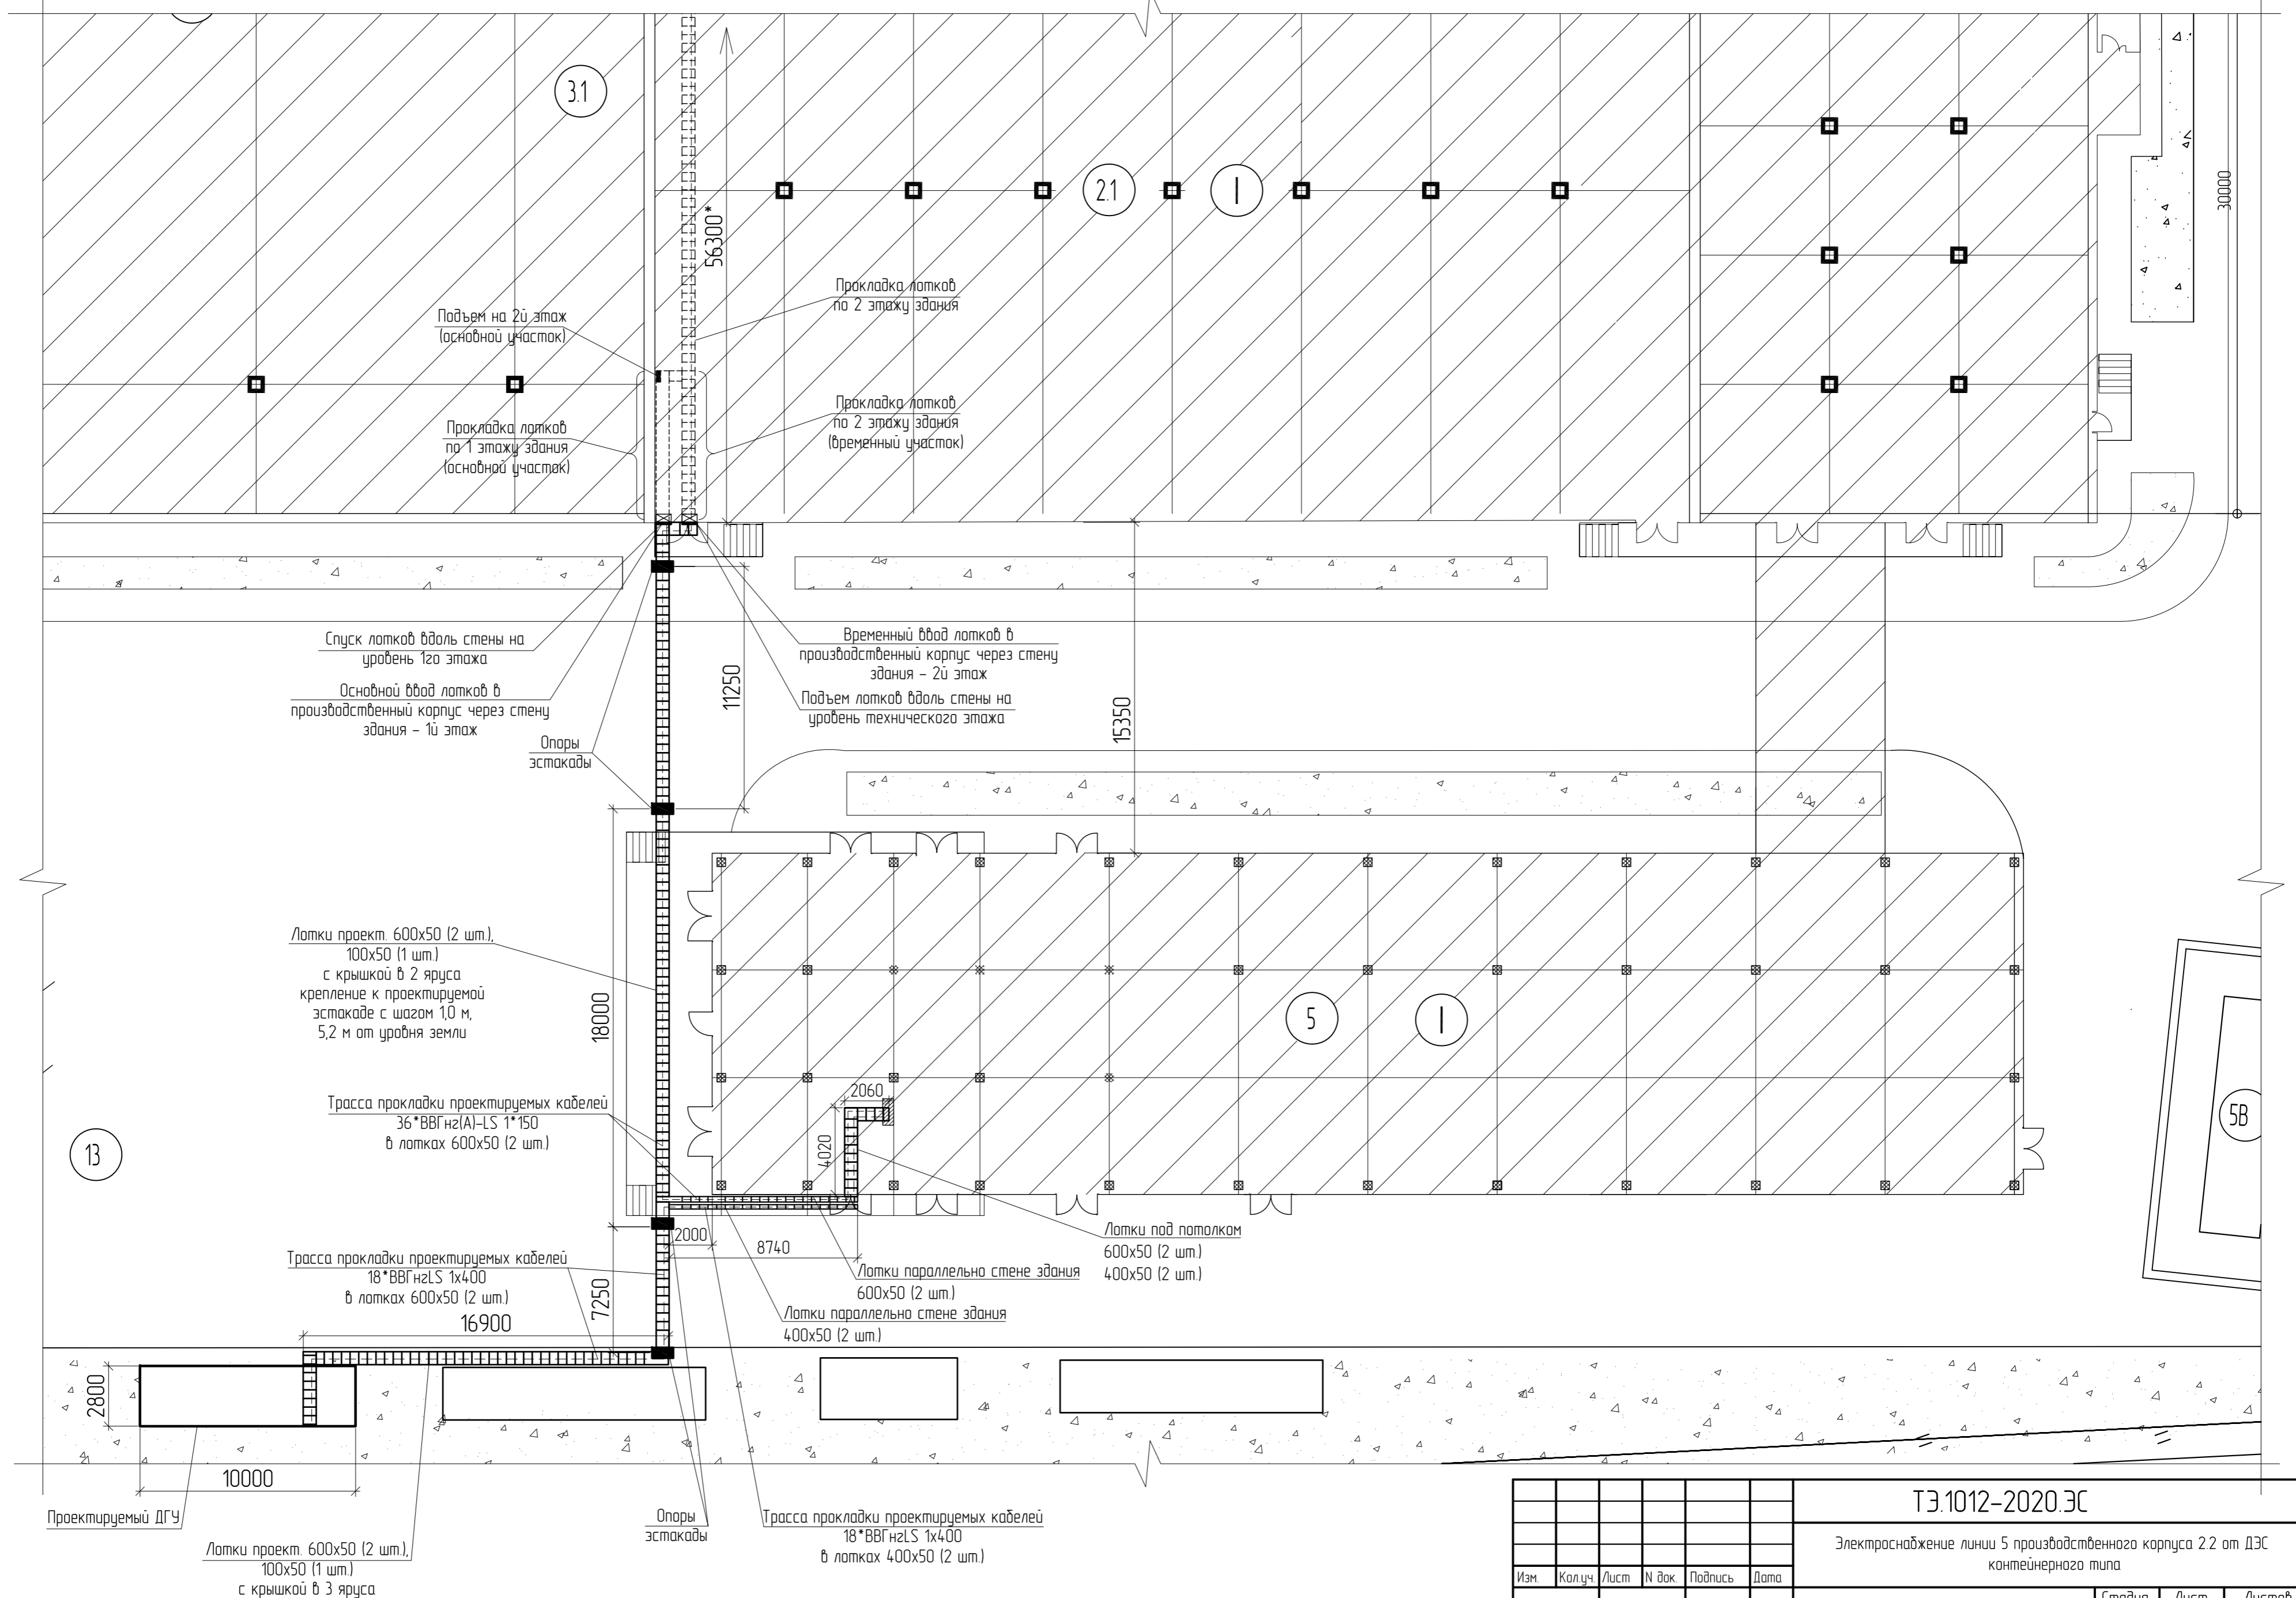 3.1
2.1
I
30000
56300*
Прокладка лотков
по 2 этажу здания
Подъем на 2й этаж
(основной участок)
Прокладка лотков
по 2 этажу здания
(временный участок)
Прокладка лотков
по 1 этажу здания
(основной участок)
Спуск лотков вдоль стены на
уровень 1го этажа
Основной ввод лотков в
производственный корпус через стену
здания - 1й этаж
Опоры
эстакады
Временный ввод лотков в
производственный корпус через стену
здания - 2й этаж
Подъем лотков вдоль стены на
уровень технического этажа
11250
15350
Лотки проект. 600х50 (2 шт.),
100х50 (1 шт.)
с крышкой в 2 яруса
крепление к проектируемой
эстакаде с шагом 1,0 м,
5,2 м от уровня земли
18000
5
I
5В
13
Трасса прокладки проектируемых кабелей
36*ВВГнг(А)-LS 1*150
в лотках 600х50 (2 шт.)
2060
4020
2000
8740
Лотки под потолком
600х50 (2 шт.)
400х50 (2 шт.)
Лотки параллельно стене здания
600х50 (2 шт.)
Лотки параллельно стене здания
400х50 (2 шт.)
Трасса прокладки проектируемых кабелей
18*ВВГнгLS 1х400
в лотках 600х50 (2 шт.)
7250
16900
2800
10000
Проектируемый ДГУ
Лотки проект. 600х50 (2 шт.),
100х50 (1 шт.)
с крышкой в 3 яруса
Опоры
эстакады
Трасса прокладки проектируемых кабелей
18*ВВГнгLS 1х400
в лотках 400х50 (2 шт.)
ТЭ.1012-2020.ЭС
Электроснабжение линии 5 производственного корпуса 2.2 от ДЭС
контейнерного типа
Изм. Кол.уч. Лист N док. Подпись Дата
Стадия Лист Листов